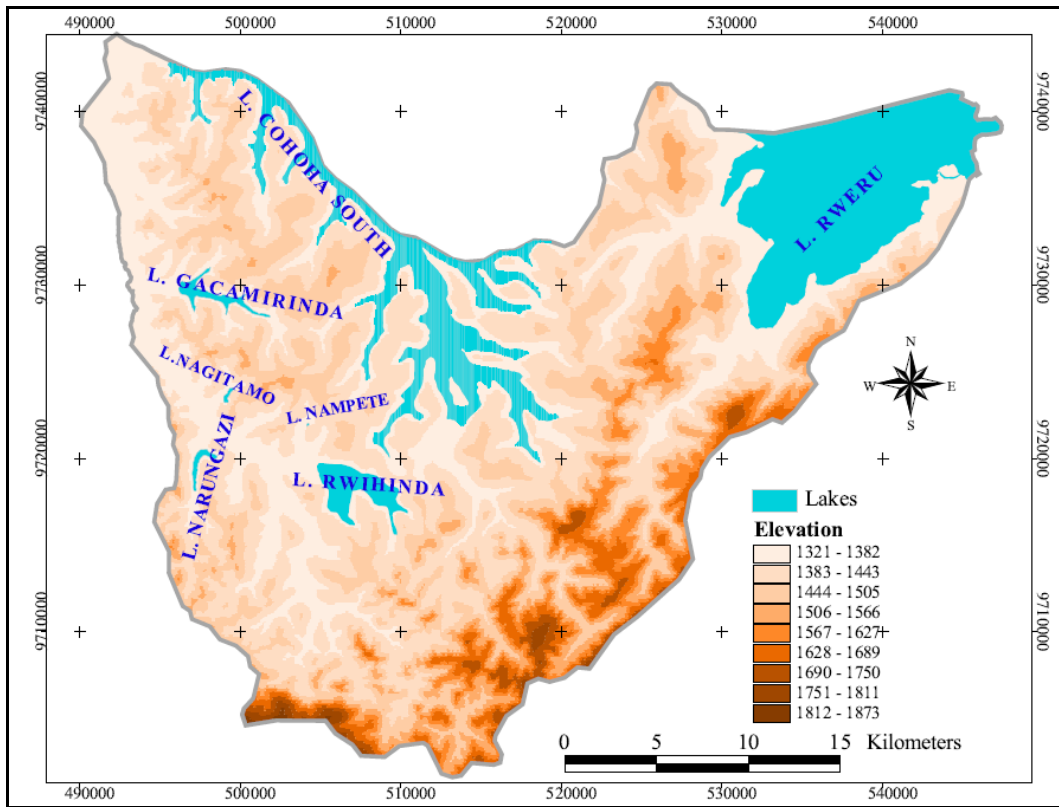 490000 500000 510000 520000 530000 540000
9740000 9740000
L. COHOHA SOUTH
L. RWERU
9730000 9730000
L. GACAMIRINDA
N
L.NAGITAMO
W E
L. NAMPETE
S
9720000 9720000
L. NARUNGAZI
L. RWIHINDA
Lakes
Elevation
1321 - 1382
1383 - 1443
1444 - 1505
1506 - 1566
1567 - 1627
1628 - 1689
1690 - 1750
1751 - 1811
1812 - 1873
9710000 9710000
0 5 10 15 Kilometers
490000 500000 510000 520000 530000 540000